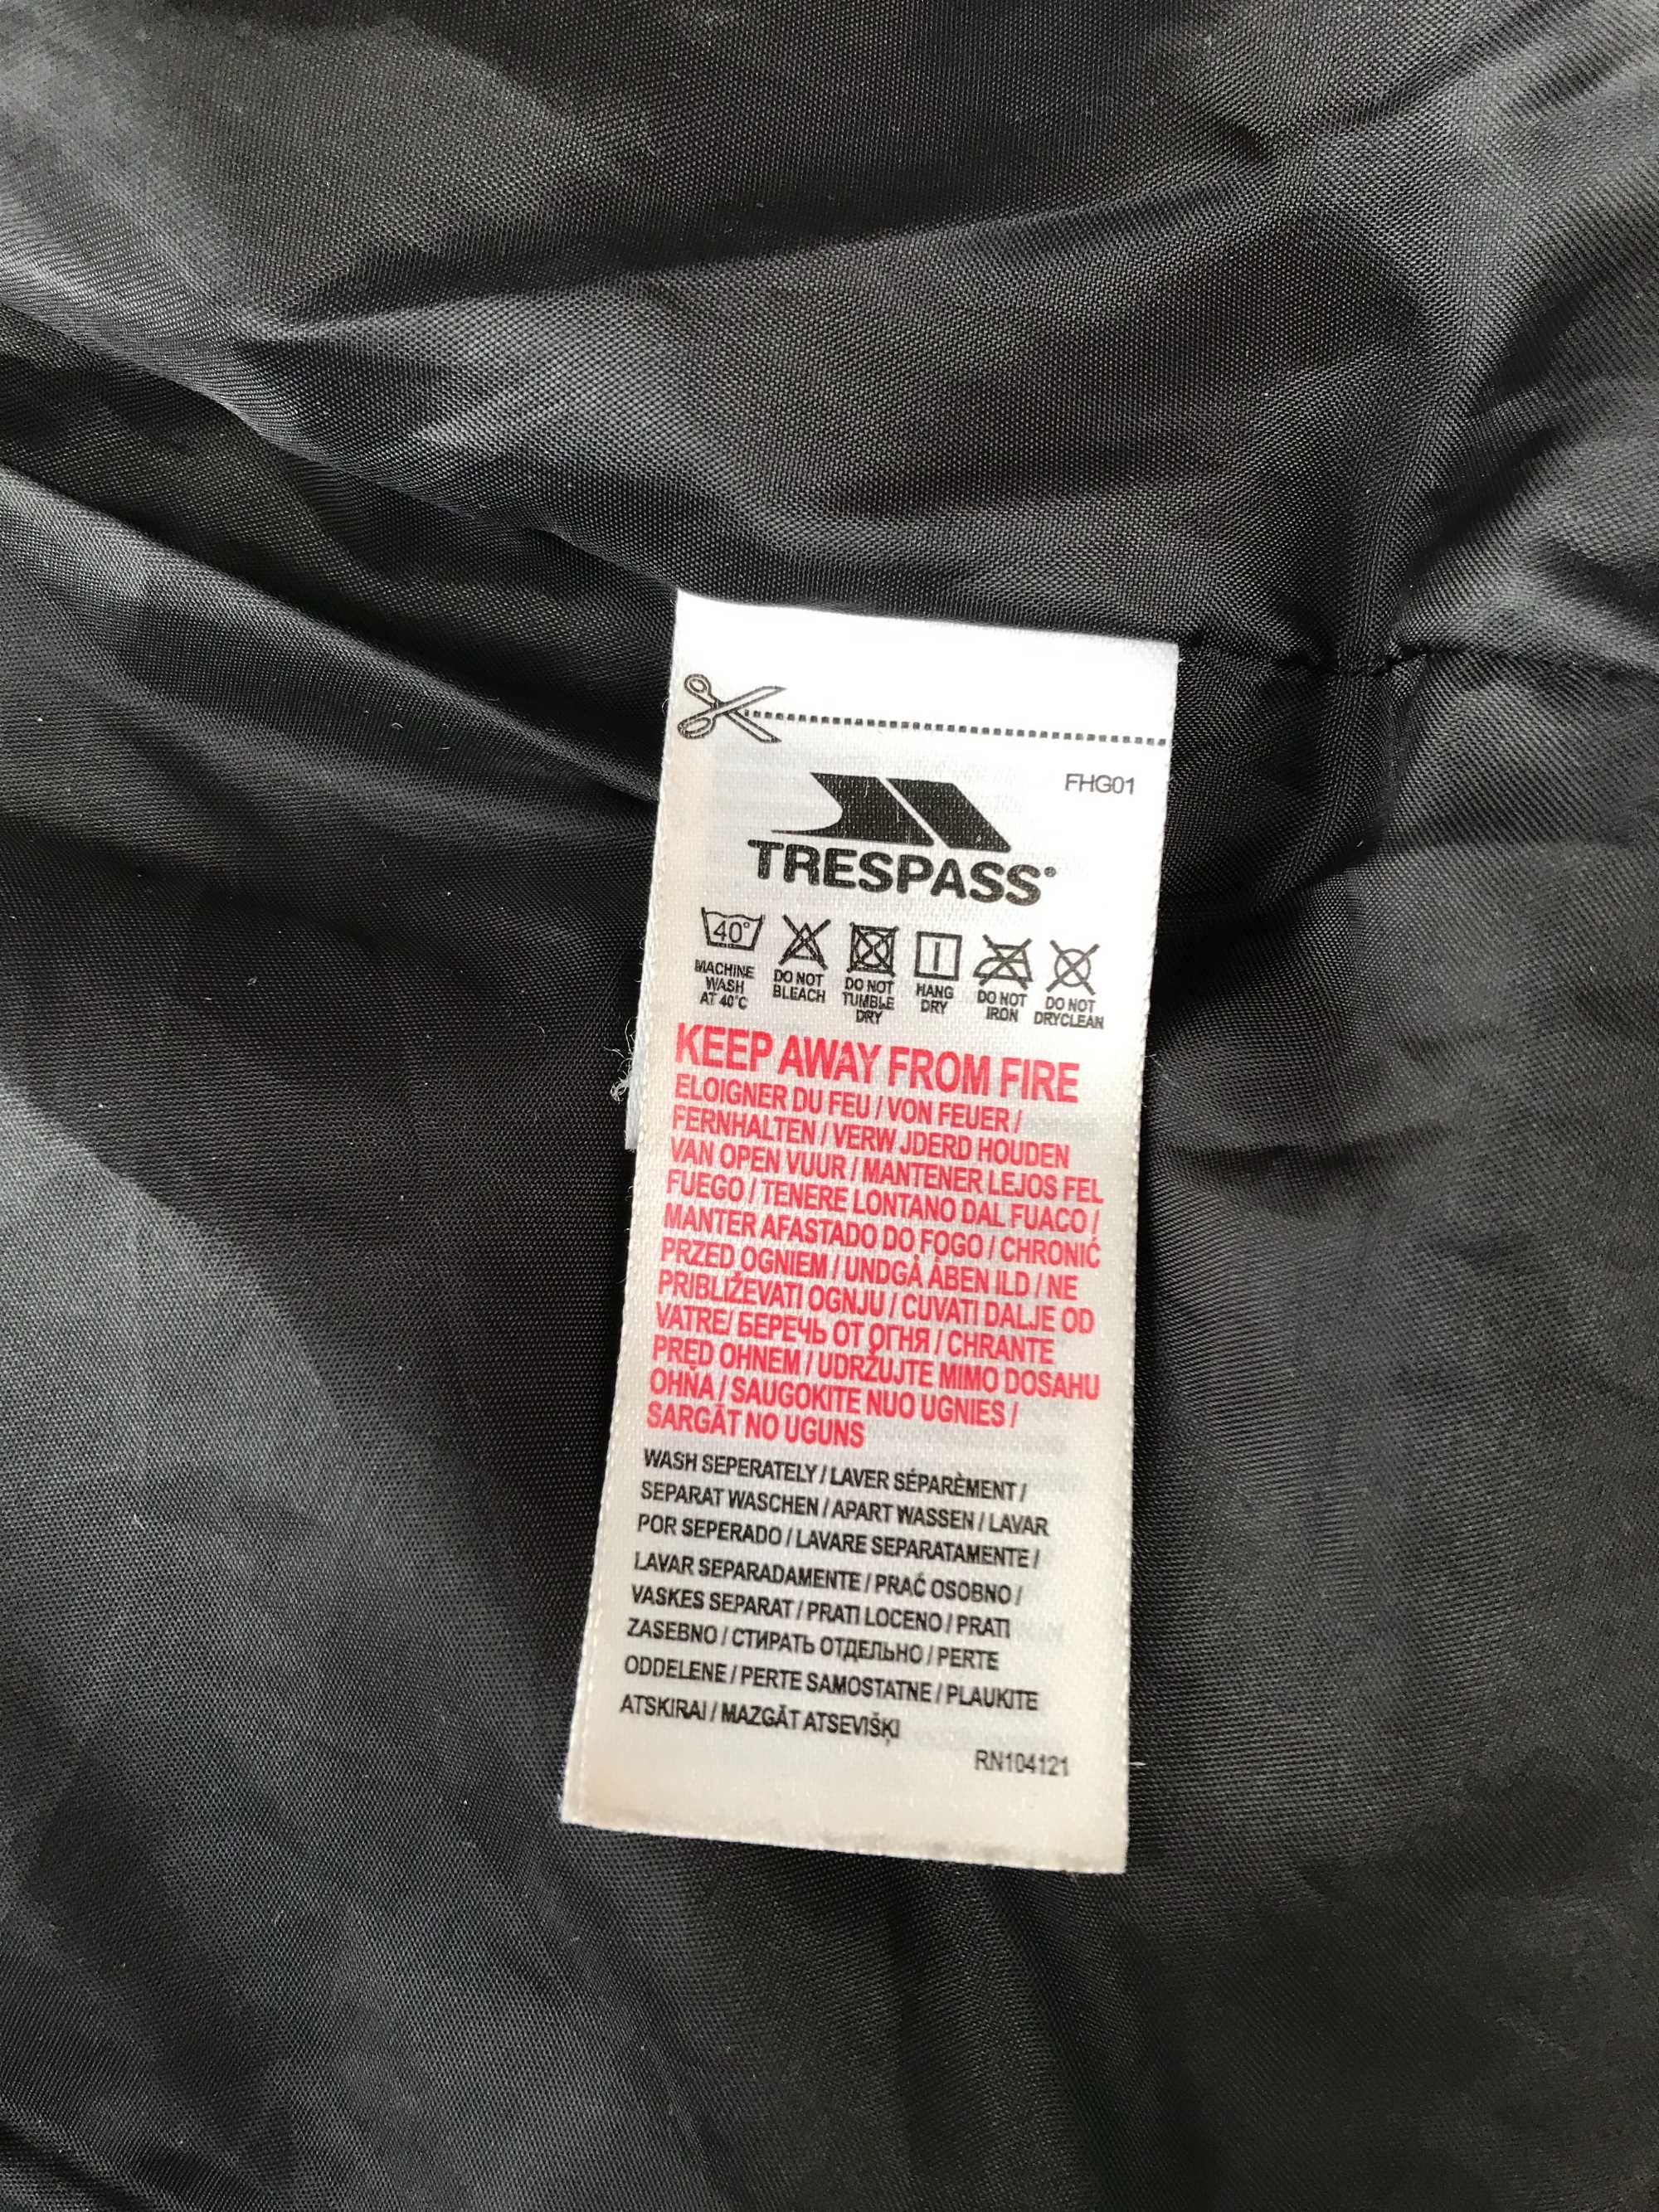 FHG01
TRESPASS®
40°
MACHINE WASH AT 40°C
DO NOT BLEACH
DO NOT TUMBLE DRY
HANG DRY
DO NOT IRON
DO NOT DRYCLEAN
KEEP AWAY FROM FIRE
ELOIGNER DU FEU / VON FEUER /
FERNHALTEN / VERW JDERD HOUDEN
VAN OPEN VUUR / MANTENER LEJOS FEL
FUEGO / TENERE LONTANO DAL FUACO /
MANTER AFASTADO DO FOGO / CHRONIĆ
PRZED OGNIEM / UNDGÅ ÅBEN ILD / NE
PRIBLIŽEVATI OGNJU / CUVATI DALJE OD
VATRE/ БЕРЕЧЬ ОТ ОГНЯ / CHRANTE
PRED OHNEM / UDRŽUJTE MIMO DOSAHU
OHŇA / SAUGOKITE NUO UGNIES /
SARGĀT NO UGUNS
WASH SEPERATELY / LAVER SÉPARÈMENT /
SEPARAT WASCHEN / APART WASSEN / LAVAR
POR SEPERADO / LAVARE SEPARATAMENTE /
LAVAR SEPARADAMENTE / PRAĆ OSOBNO /
VASKES SEPARAT / PRATI LOCENO / PRATI
ZASEBNO / СТИРАТЬ ОТДЕЛЬНО / PERTE
ODDELENE / PERTE SAMOSTATNE / PLAUKITE
ATSKIRAI / MAZGĀT ATSEVIŠĶI
RN104121